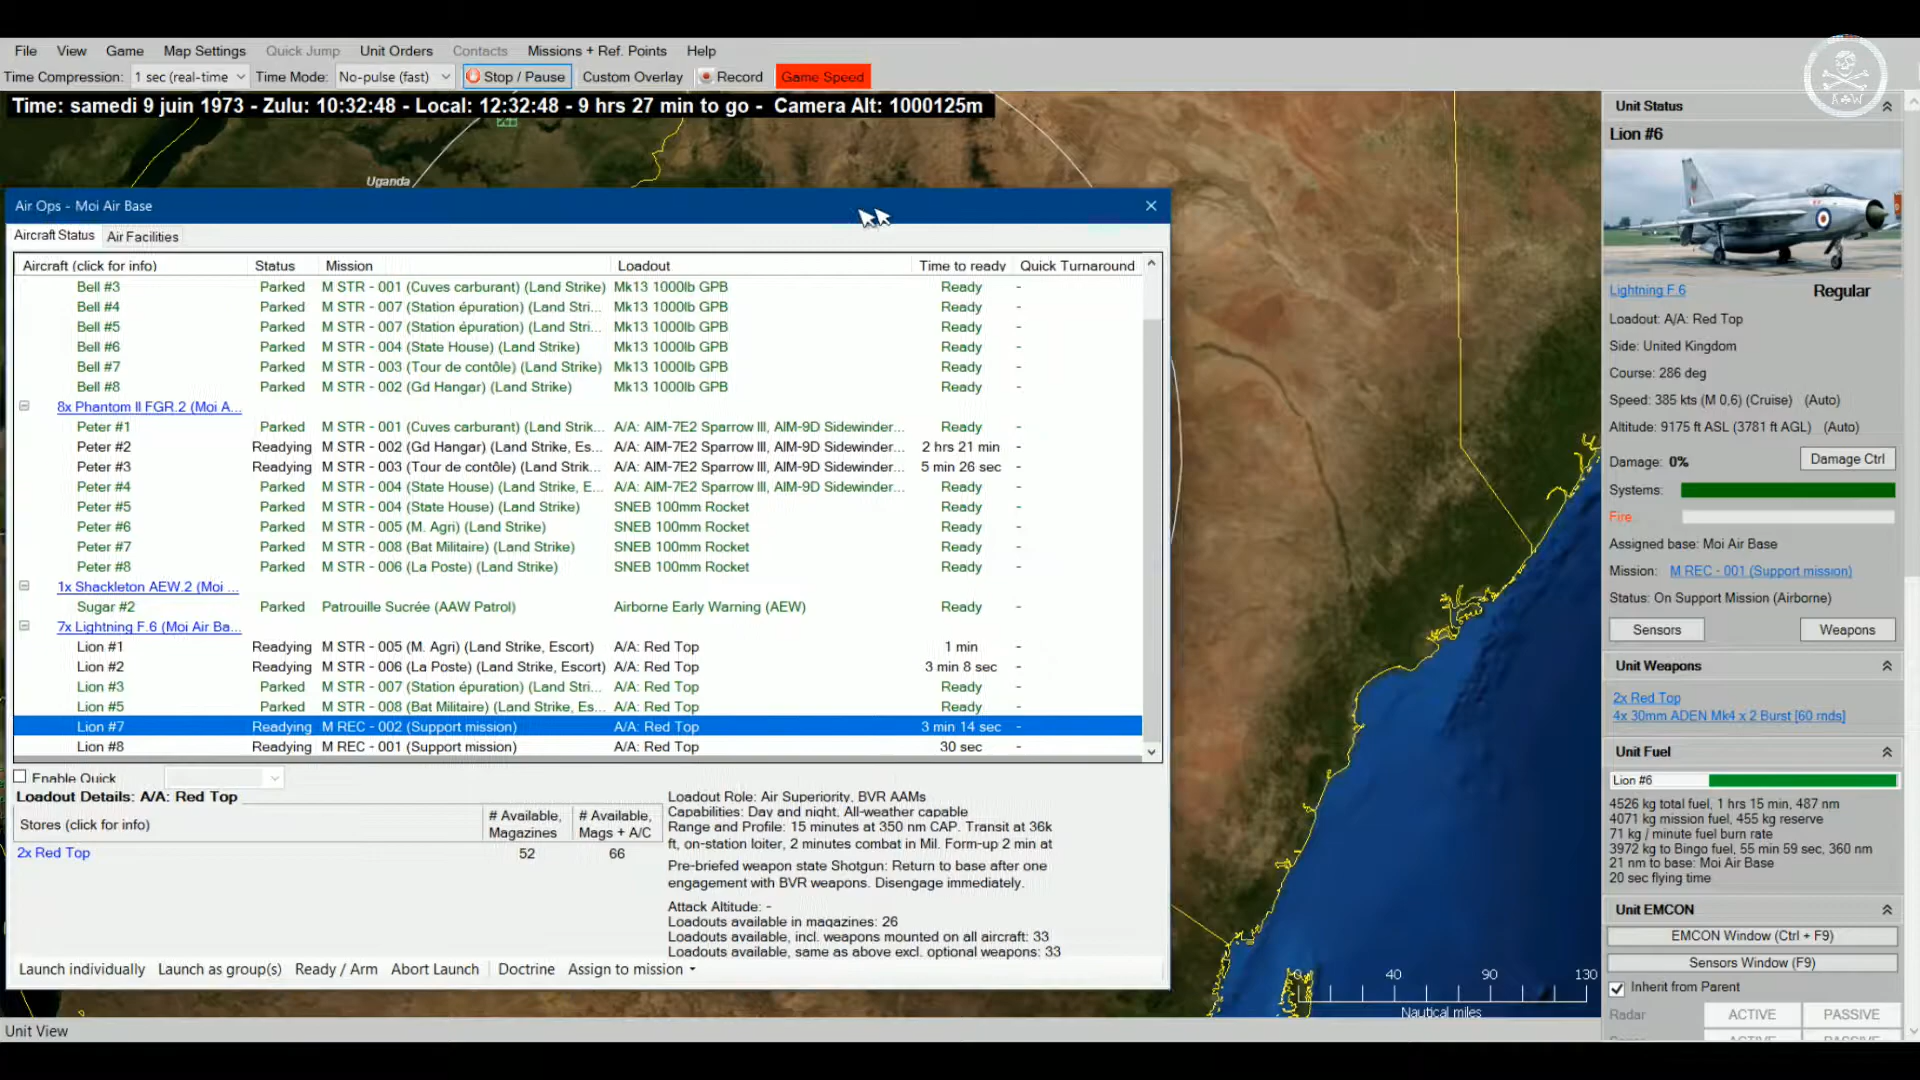 File View Game Map Settings Quick Jump Unit Orders Contacts Missions + Ref. Points Help
Time Compression: 1 sec (real-time Time Mode: No-pulse (fast) Stop / Pause Custom Overlay Record Game Speed
Time: samedi 9 juin 1973 - Zulu: 10:32:48 - Local: 12:32:48 - 9 hrs 27 min to go - Camera Alt: 1000125m
Uganda
Air Ops - Moi Air Base
Aircraft Status Air Facilities
Aircraft (click for info) Status Mission Loadout Time to ready Quick Turnaround
Bell #3 Parked M STR - 001 (Cuves carburant) (Land Strike) Mk13 1000lb GPB Ready -
Bell #4 Parked M STR - 007 (Station épuration) (Land Stri... Mk13 1000lb GPB Ready -
Bell #5 Parked M STR - 007 (Station épuration) (Land Stri... Mk13 1000lb GPB Ready -
Bell #6 Parked M STR - 004 (State House) (Land Strike) Mk13 1000lb GPB Ready -
Bell #7 Parked M STR - 003 (Tour de contôle) (Land Strike) Mk13 1000lb GPB Ready -
Bell #8 Parked M STR - 002 (Gd Hangar) (Land Strike) Mk13 1000lb GPB Ready -
8x Phantom II FGR.2 (Moi A...
Peter #1 Parked M STR - 001 (Cuves carburant) (Land Strik... A/A: AIM-7E2 Sparrow III, AIM-9D Sidewinder... Ready -
Peter #2 Readying M STR - 002 (Gd Hangar) (Land Strike, Es... A/A: AIM-7E2 Sparrow III, AIM-9D Sidewinder... 2 hrs 21 min -
Peter #3 Readying M STR - 003 (Tour de contôle) (Land Strik... A/A: AIM-7E2 Sparrow III, AIM-9D Sidewinder... 5 min 26 sec -
Peter #4 Parked M STR - 004 (State House) (Land Strike, E... A/A: AIM-7E2 Sparrow III, AIM-9D Sidewinder... Ready -
Peter #5 Parked M STR - 004 (State House) (Land Strike) SNEB 100mm Rocket Ready -
Peter #6 Parked M STR - 005 (M. Agri) (Land Strike) SNEB 100mm Rocket Ready -
Peter #7 Parked M STR - 008 (Bat Militaire) (Land Strike) SNEB 100mm Rocket Ready -
Peter #8 Parked M STR - 006 (La Poste) (Land Strike) SNEB 100mm Rocket Ready -
1x Shackleton AEW.2 (Moi ...
Sugar #2 Parked Patrouille Sucrée (AAW Patrol) Airborne Early Warning (AEW) Ready -
7x Lightning F.6 (Moi Air Ba...
Lion #1 Readying M STR - 005 (M. Agri) (Land Strike, Escort) A/A: Red Top 1 min -
Lion #2 Readying M STR - 006 (La Poste) (Land Strike, Escort) A/A: Red Top 3 min 8 sec -
Lion #3 Parked M STR - 007 (Station épuration) (Land Stri... A/A: Red Top Ready -
Lion #5 Parked M STR - 008 (Bat Militaire) (Land Strike, Es... A/A: Red Top Ready -
Lion #7 Readying M REC - 002 (Support mission) A/A: Red Top 3 min 14 sec -
Lion #8 Readying M REC - 001 (Support mission) A/A: Red Top 30 sec -
Enable Quick
Loadout Details: A/A: Red Top
Stores (click for info) # Available, Magazines # Available, Mags + A/C
2x Red Top 52 66
Loadout Role: Air Superiority, BVR AAMs
Capabilities: Day and night, All-weather capable
Range and Profile: 15 minutes at 350 nm CAP. Transit at 36k
ft, on-station loiter, 2 minutes combat in Mil. Form-up 2 min at
Pre-briefed weapon state Shotgun: Return to base after one
engagement with BVR weapons. Disengage immediately.
Attack Altitude: -
Loadouts available in magazines: 26
Loadouts available, incl. weapons mounted on all aircraft: 33
Loadouts available, same as above excl. optional weapons: 33
Launch individually Launch as group(s) Ready / Arm Abort Launch Doctrine Assign to mission
0 40 90 130
Nautical miles
Unit View
A W
Unit Status
Lion #6
Lightning F.6 Regular
Loadout: A/A: Red Top
Side: United Kingdom
Course: 286 deg
Speed: 385 kts (M 0,6) (Cruise) (Auto)
Altitude: 9175 ft ASL (3781 ft AGL) (Auto)
Damage: 0% Damage Ctrl
Systems:
Fire:
Assigned base: Moi Air Base
Mission: M REC - 001 (Support mission)
Status: On Support Mission (Airborne)
Sensors Weapons
Unit Weapons
2x Red Top
4x 30mm ADEN Mk4 x 2 Burst [60 rnds]
Unit Fuel
Lion #6
4526 kg total fuel, 1 hrs 15 min, 487 nm
4071 kg mission fuel, 455 kg reserve
71 kg / minute fuel burn rate
3972 kg to Bingo fuel, 55 min 59 sec, 360 nm
21 nm to base: Moi Air Base
20 sec flying time
Unit EMCON
EMCON Window (Ctrl + F9)
Sensors Window (F9)
Inherit from Parent
Radar ACTIVE PASSIVE